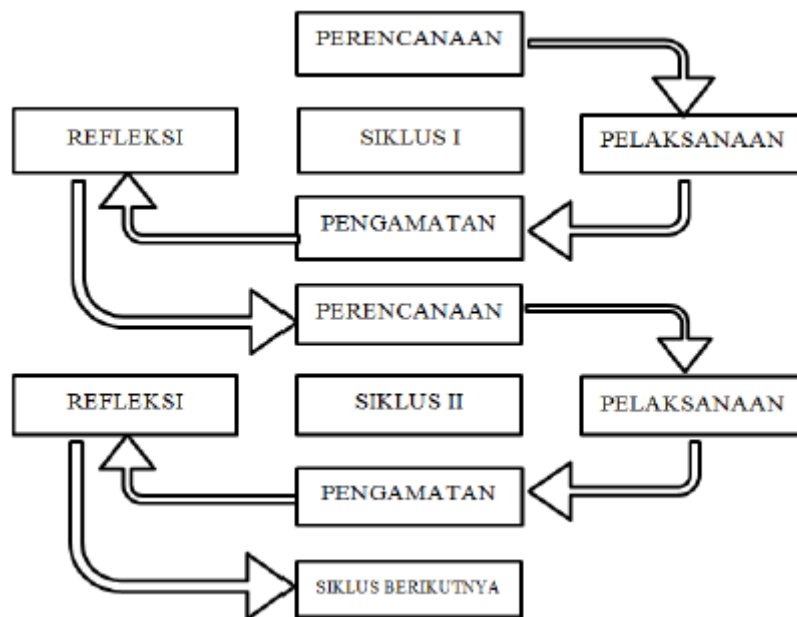 PERENCANAAN
REFLEKSI
SIKLUS I
PELAKSANAAN
PENGAMATAN
PERENCANAAN
REFLEKSI
SIKLUS II
PELAKSANAAN
PENGAMATAN
SIKLUS BERIKUTNYA